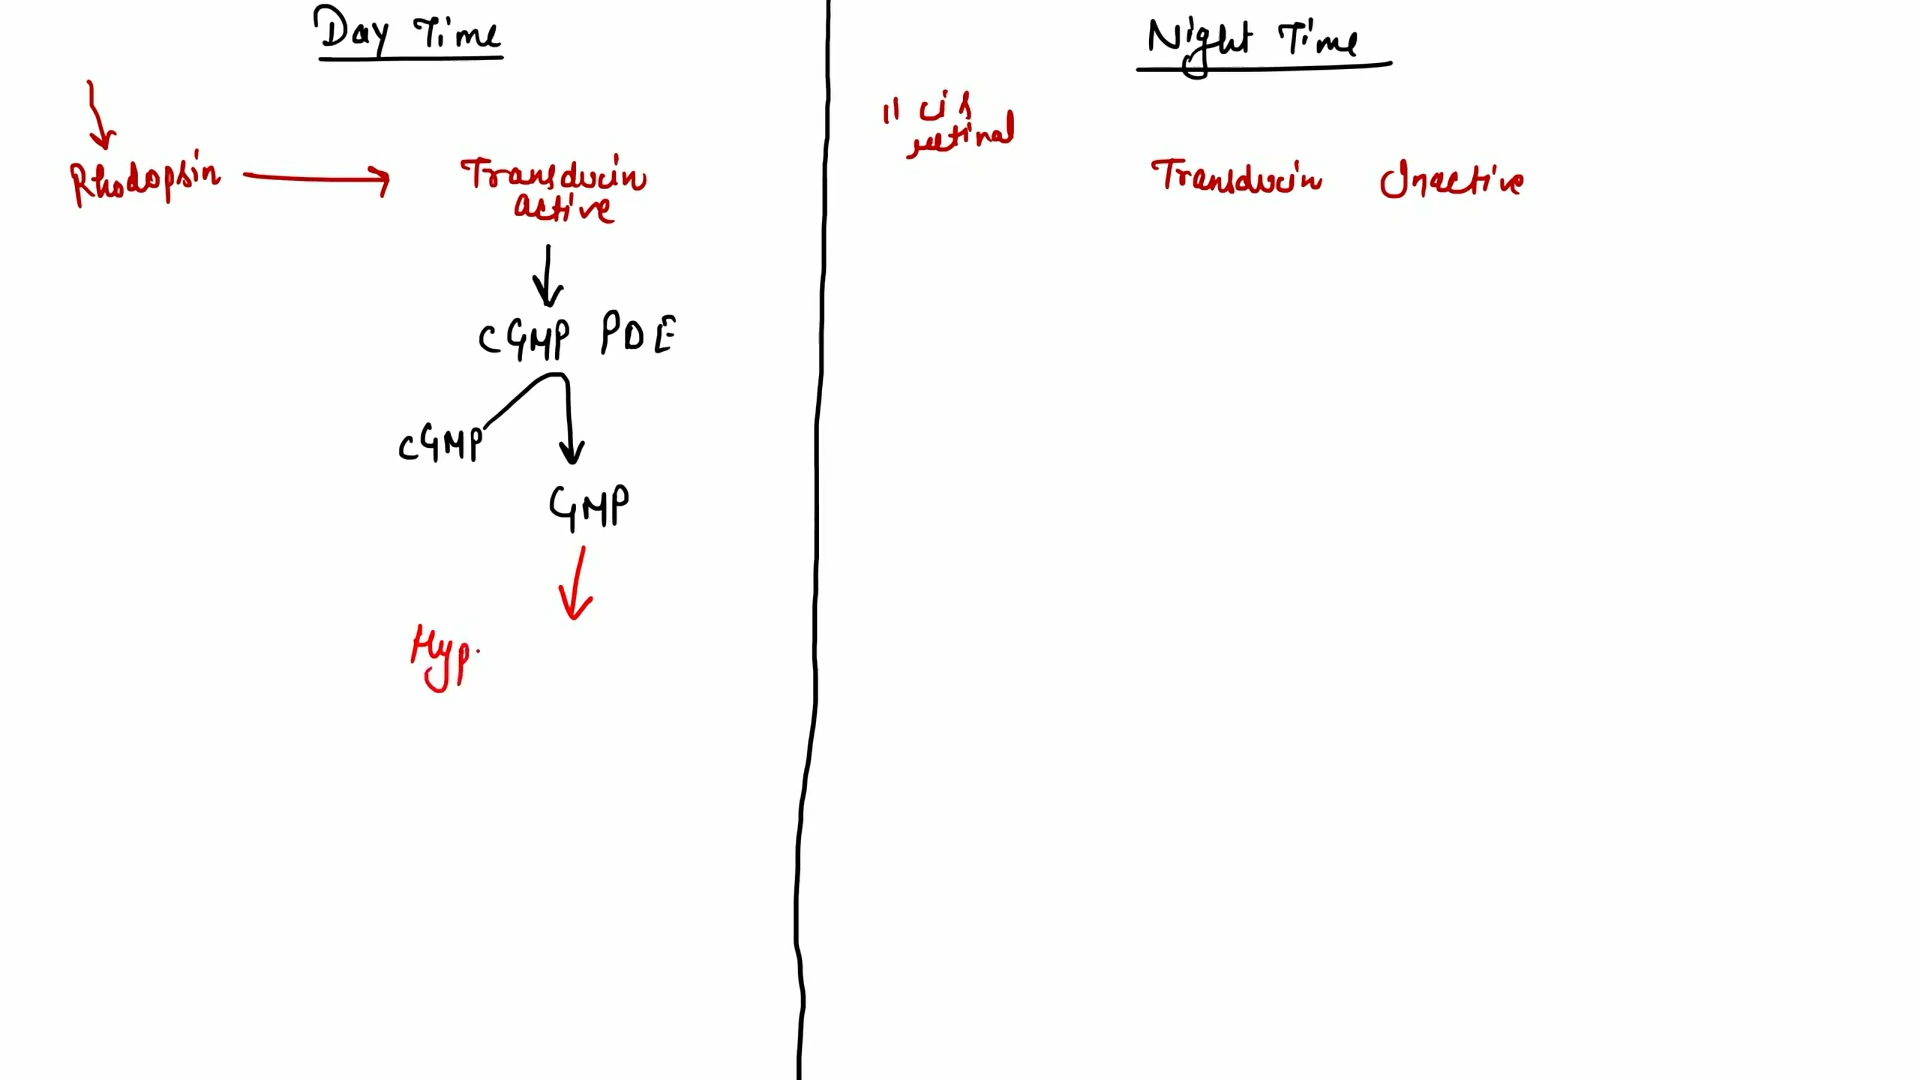 Day Time
Rhodopsin
Transducin
active
cGMP PDE
cGMP
GMP
Hyp.
Night Time
11 cis
retinal
Transducin Inactive